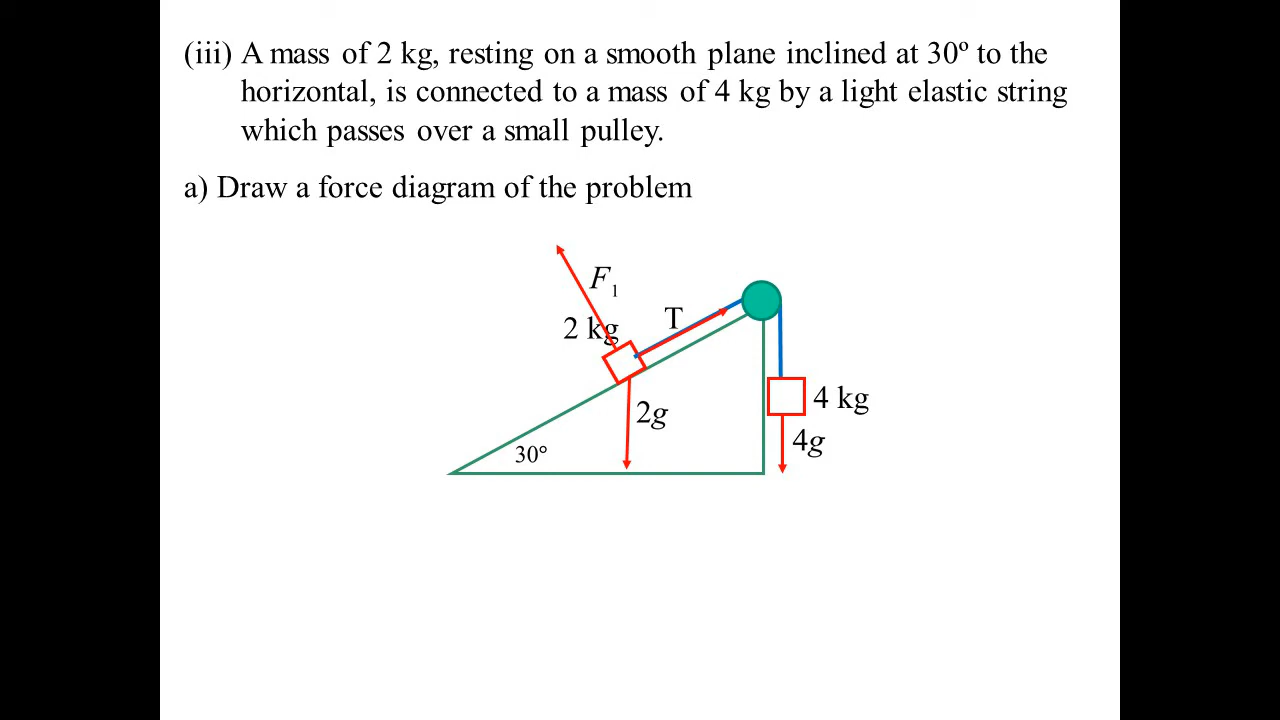 (iii) A mass of 2 kg, resting on a smooth plane inclined at 30º to the
horizontal, is connected to a mass of 4 kg by a light elastic string
which passes over a small pulley.
a) Draw a force diagram of the problem
F₁
2 kg
T
4 kg
2g
4g
30°